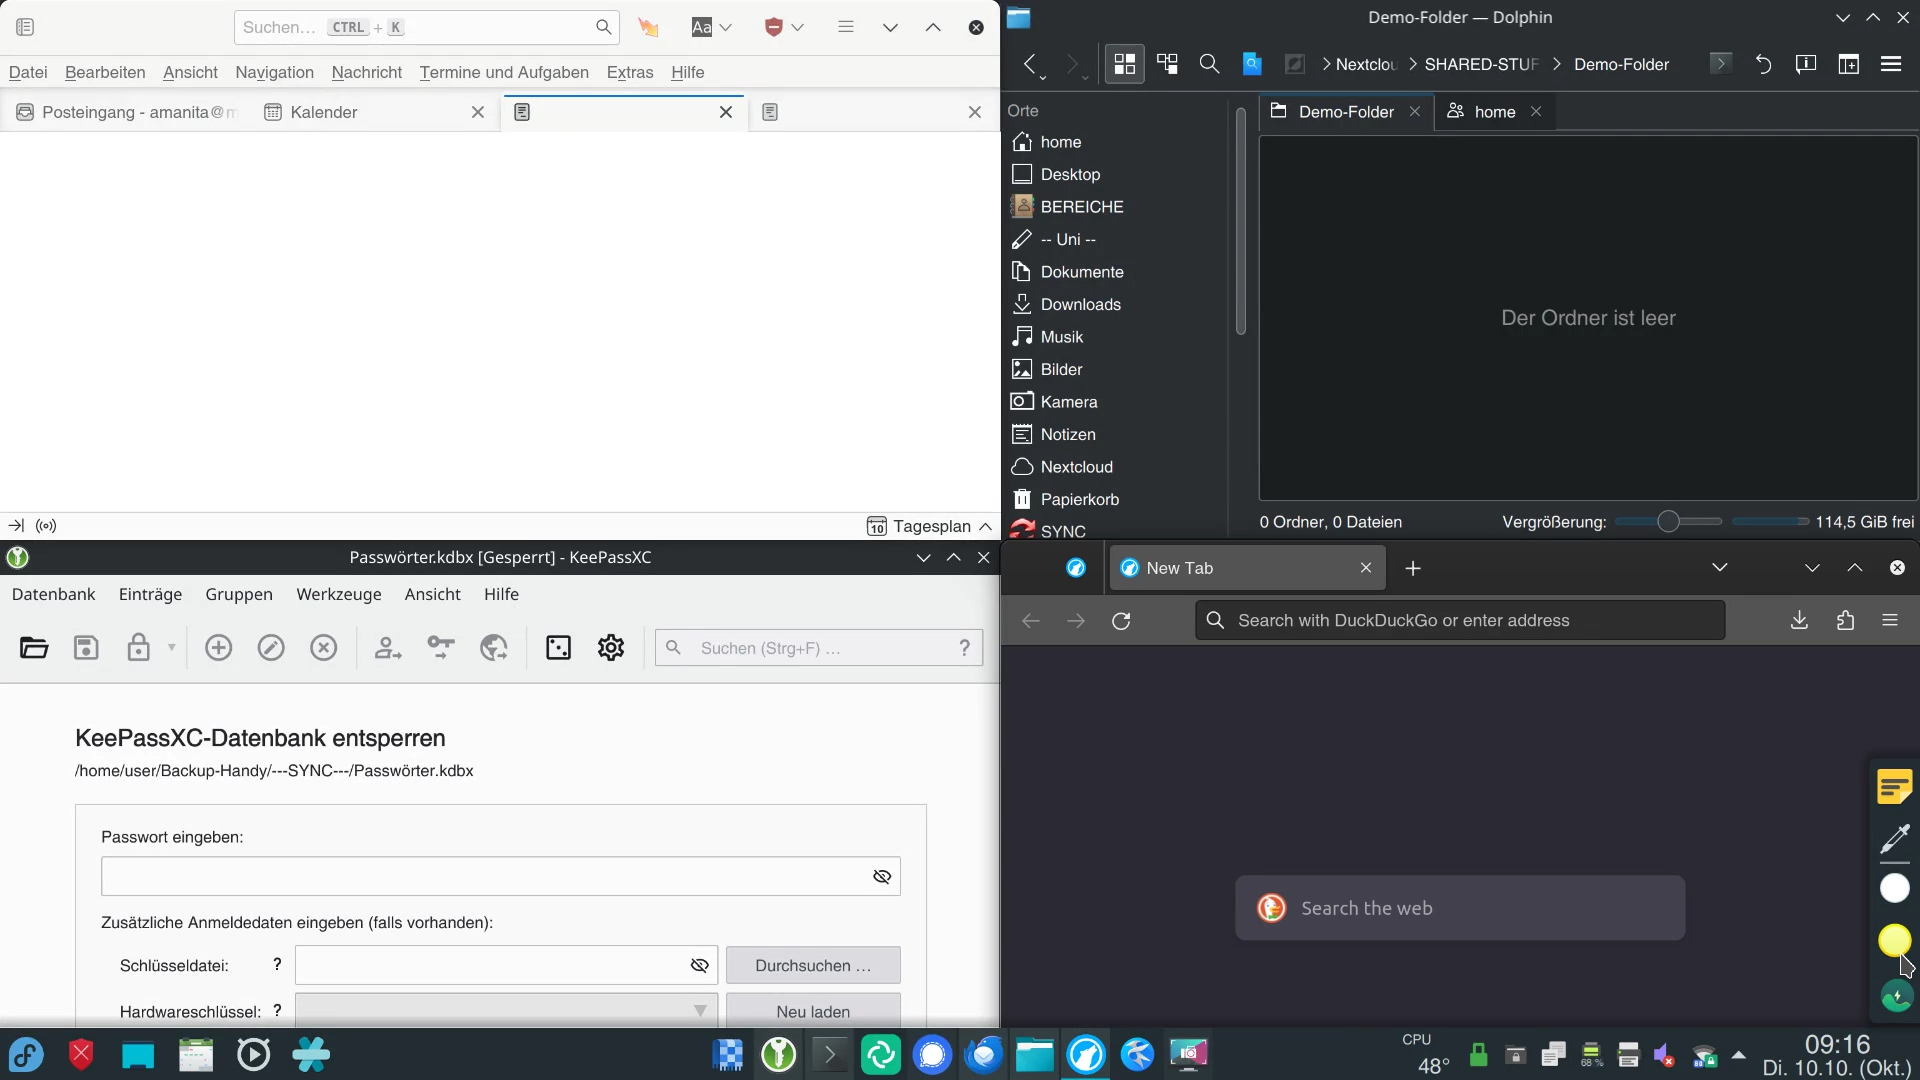 Suchen... CTRL + K
Aa
Datei Bearbeiten Ansicht Navigation Nachricht Termine und Aufgaben Extras Hilfe
Posteingang - amanita@m
Kalender
10 Tagesplan
Demo-Folder — Dolphin
Nextclou > SHARED-STUF > Demo-Folder
Orte
home
Desktop
BEREICHE
-- Uni --
Dokumente
Downloads
Musik
Bilder
Kamera
Notizen
Nextcloud
Papierkorb
SYNC
Demo-Folder
home
Der Ordner ist leer
0 Ordner, 0 Dateien
Vergrößerung:
114,5 GiB frei
Passwörter.kdbx [Gesperrt] - KeePassXC
Datenbank Einträge Gruppen Werkzeuge Ansicht Hilfe
Suchen (Strg+F) ... ?
KeePassXC-Datenbank entsperren
/home/user/Backup-Handy/---SYNC---/Passwörter.kdbx
Passwort eingeben:
Zusätzliche Anmeldedaten eingeben (falls vorhanden):
Schlüsseldatei: ?
Durchsuchen ...
Hardwareschlüssel: ?
Neu laden
New Tab
Search with DuckDuckGo or enter address
Search the web
CPU
48°
68 %
09:16
Di. 10.10. (Okt.)